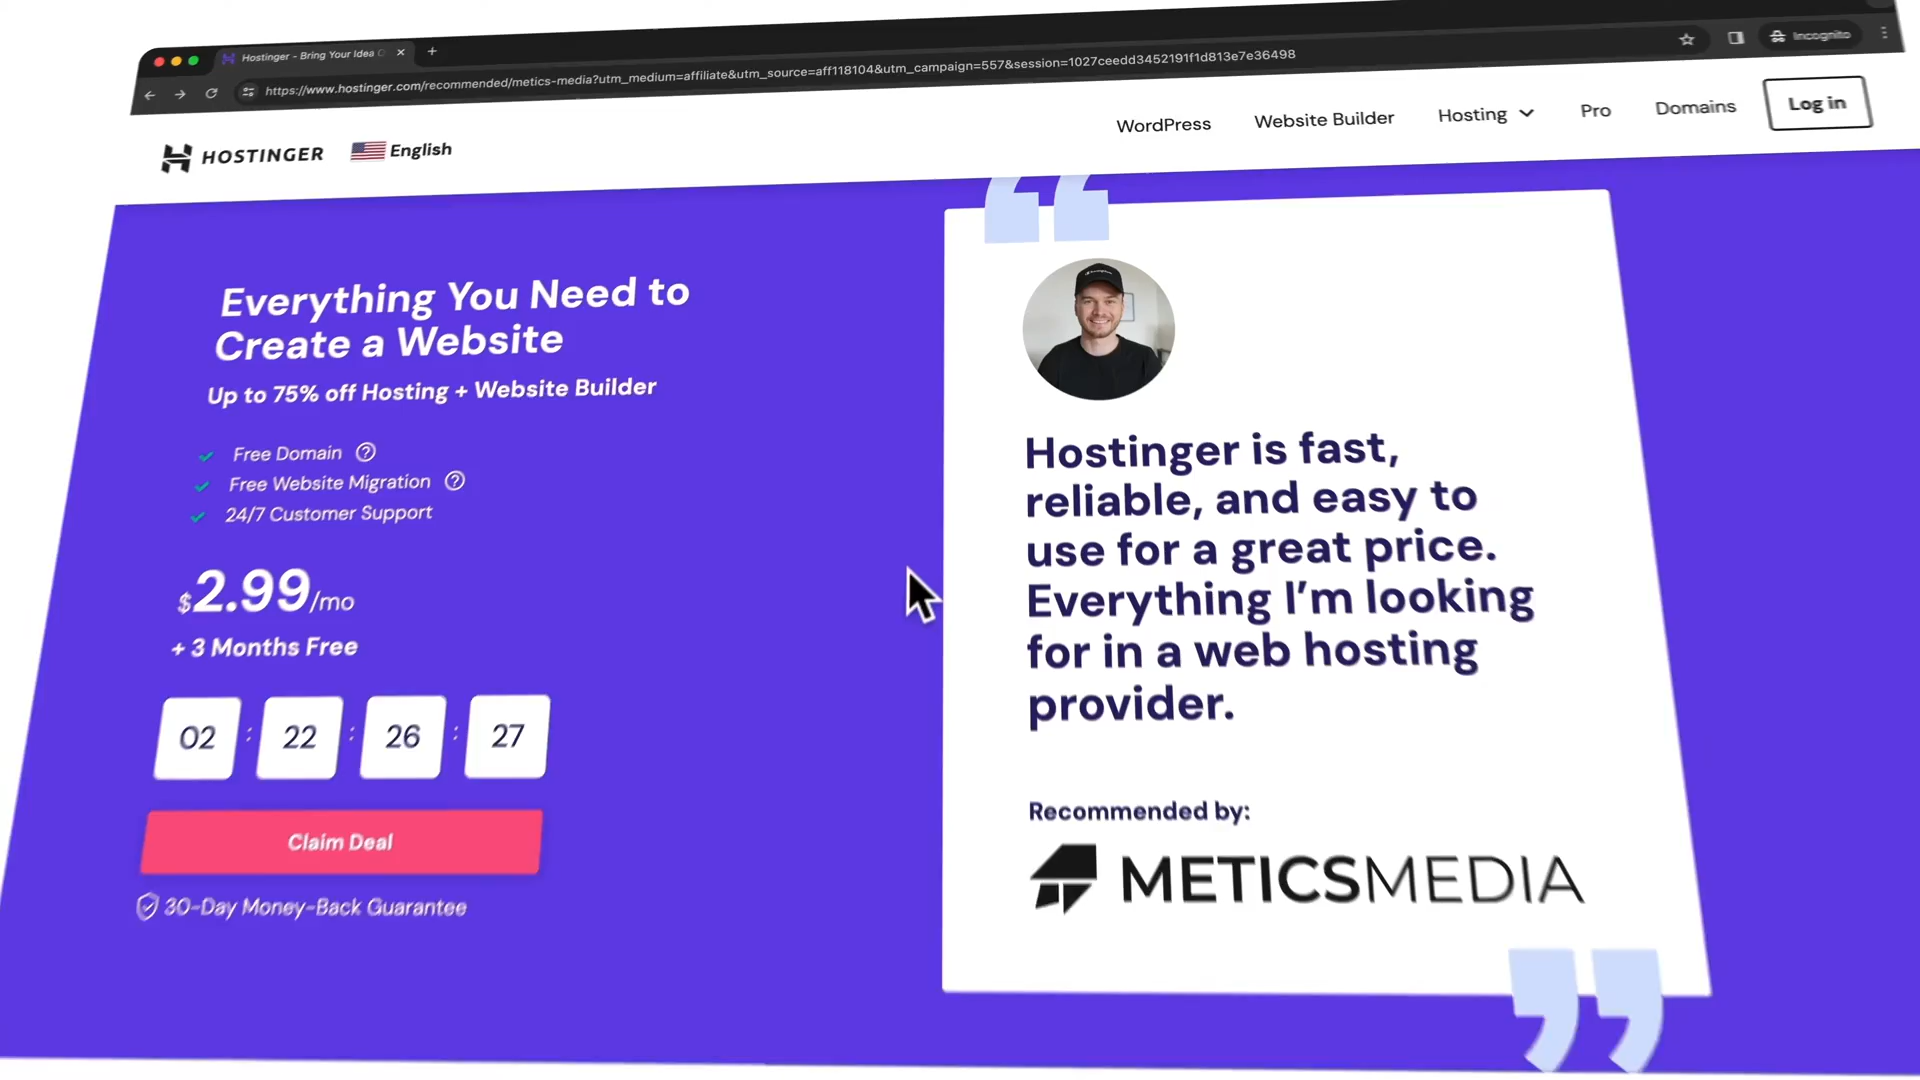 Hostinger - Bring Your Idea
https://www.hostinger.com/recommended/metics-media?utm_medium=affiliate&utm_source=aff118104&utm_campaign=557&session=1027ceedd3452191f1d813e7e36498
Incognito
HOSTINGER
English
WordPress
Website Builder
Hosting
Pro
Domains
Log in
Everything You Need to
Create a Website
Up to 75% off Hosting + Website Builder
Free Domain
Free Website Migration
24/7 Customer Support
$2.99/mo
+ 3 Months Free
02 : 22 : 26 : 27
Claim Deal
30-Day Money-Back Guarantee
“
Hostinger is fast,
reliable, and easy to
use for a great price.
Everything I’m looking
for in a web hosting
provider.
Recommended by:
METICSMEDIA
”